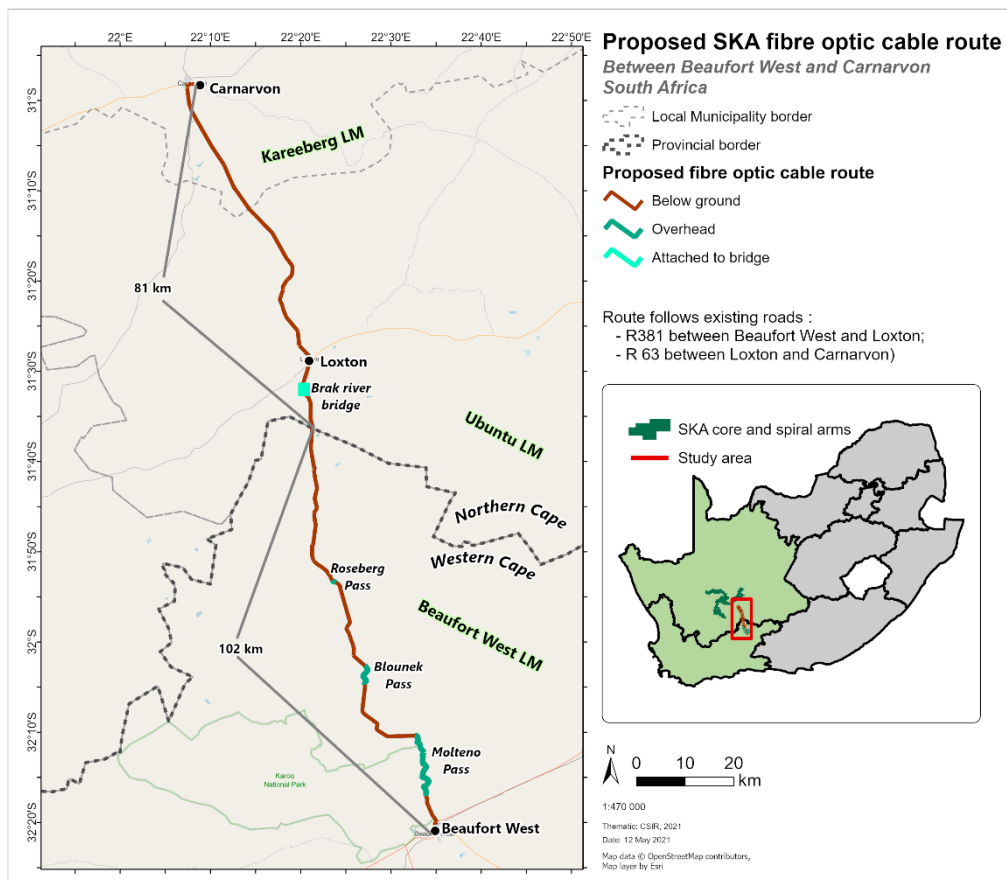 22°E
22°10'E
22°20'E
22°30'E
22°40'E
22°50'E
31°S
31°10'S
31°20'S
31°30'S
31°40'S
31°50'S
32°S
32°10'S
32°20'S
Carnarvon
Kareeberg LM
81 km
Loxton
Brak river
bridge
Ubuntu LM
Northern Cape
Western Cape
Roseberg
Pass
Beaufort West LM
102 km
Blounek
Pass
Molteno
Pass
Karoo
National Park
Beaufort West
Proposed SKA fibre optic cable route
Between Beaufort West and Carnarvon
South Africa
Local Municipality border
Provincial border
Proposed fibre optic cable route
Below ground
Overhead
Attached to bridge
Route follows existing roads :
- R381 between Beaufort West and Loxton;
- R 63 between Loxton and Carnarvon)
SKA core and spiral arms
Study area
N
0 10 20
km
1:470 000
Thematic: CSIR, 2021
Date: 12 May 2021
Map data © OpenStreetMap contributors,
Map layer by Esri